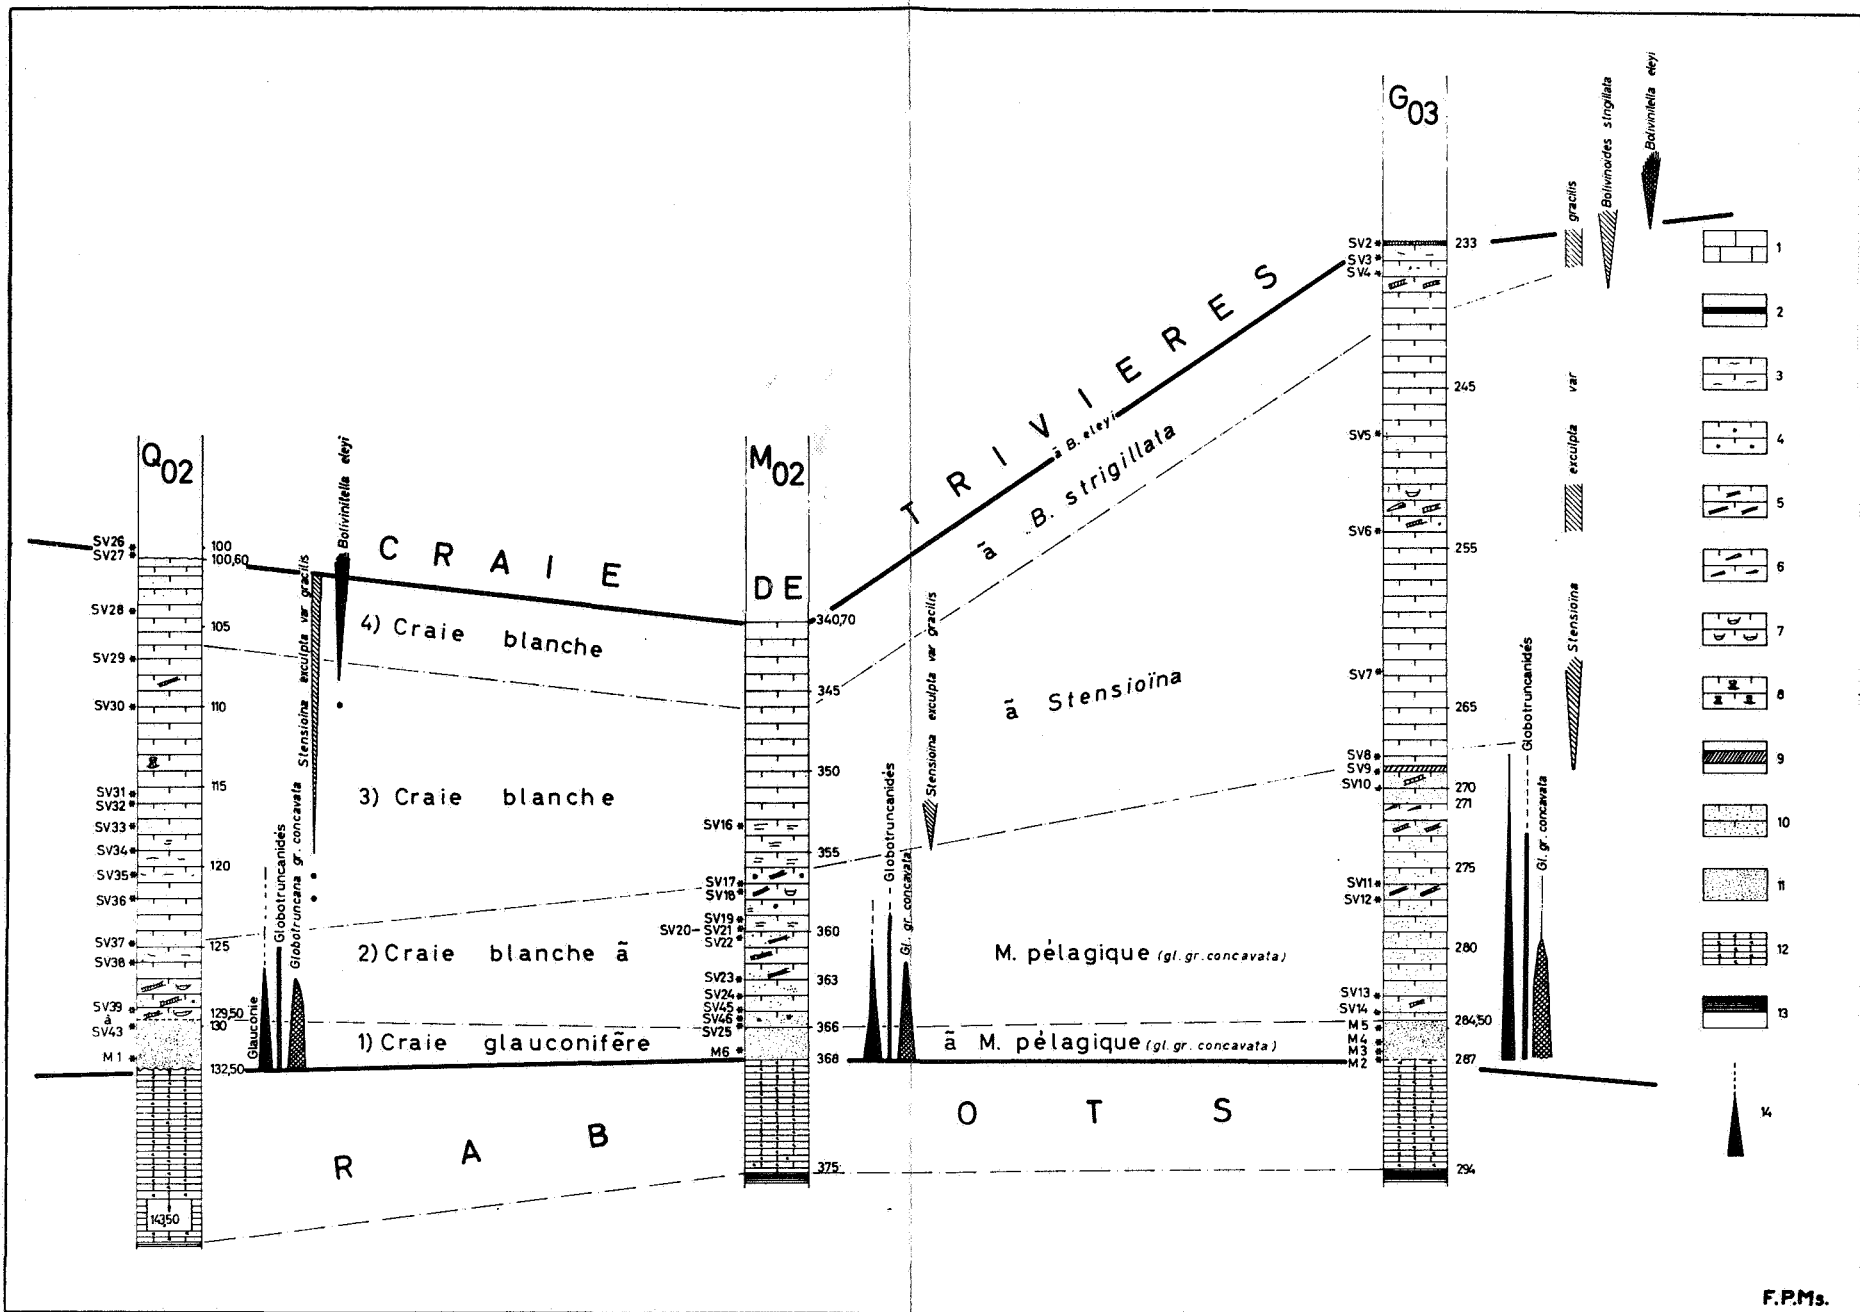 Q02
M02
G03
CRAIE
DE
TRIVIERES
à B. eleyi
ã B. strigillata
ã Stensioïna
4) Craie blanche
3) Craie blanche
2) Craie blanche ã
M. pélagique (gl. gr. concavata)
1) Craie glauconifère
ã M. pélagique (gl. gr. concavata)
RABOTS
SV26
SV27
SV28
SV29
SV30
SV31
SV32
SV33
SV34
SV35
SV36
SV37
SV38
SV39
à
SV43
M1
100
100,60
105
110
115
120
125
129,50
130
132,50
143,50
Glauconie
Globotruncanidés
Globotruncana gr. concavata
Stensioïna exculpta var gracilis
Bolivinitella eleyi
SV16
SV17
SV18
SV19
SV20
SV21
SV22
SV23
SV24
SV45
SV46
SV25
M6
340,70
345
350
355
360
363
366
368
375
Globotruncanidés
Gl. gr. concavata
Stensioïna exculpta var gracilis
SV2
SV3
SV4
SV5
SV6
SV7
SV8
SV9
SV10
SV11
SV12
SV13
SV14
M5
M4
M3
M2
233
245
255
265
270
271
275
280
284,50
287
294
Globotruncanidés
Gl. gr. concavata
Stensioïna exculpta var gracilis
Bolivinoides strigillata
Bolivinitella eleyi
1
2
3
4
5
6
7
8
9
10
11
12
13
14
F.P.Ms.